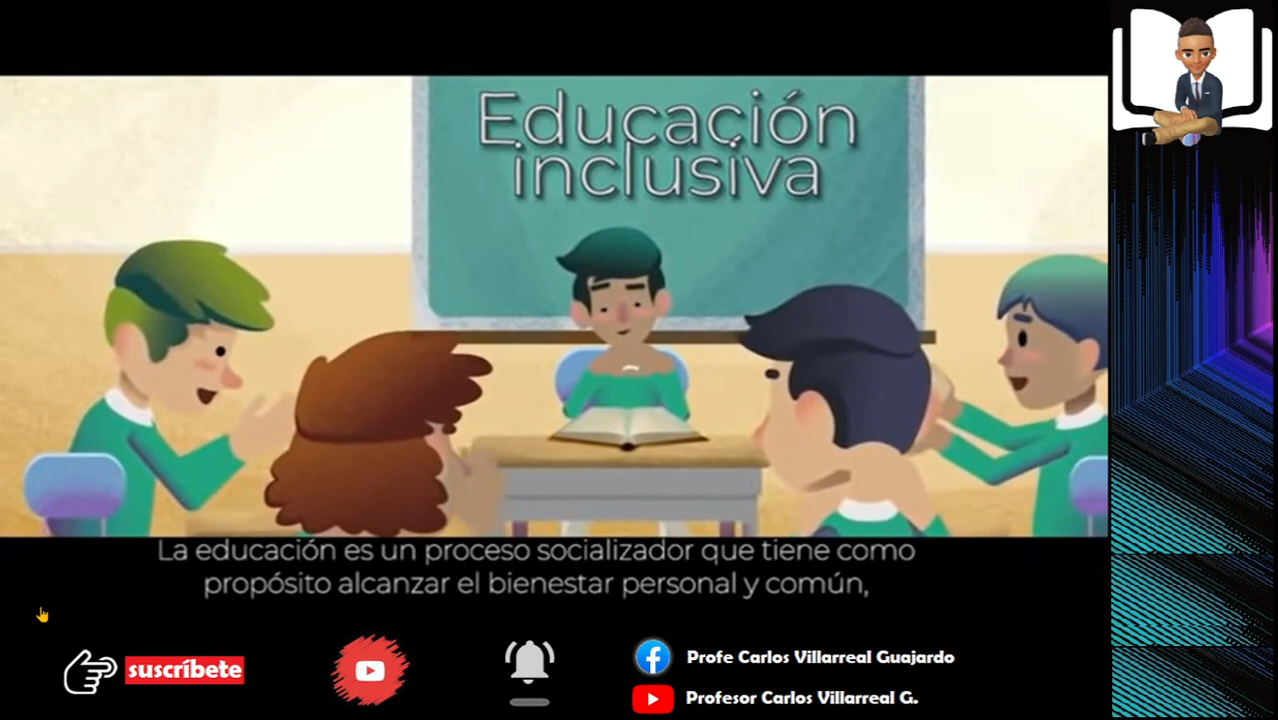 Educación
inclusiva
La educación es un proceso socializador que tiene como
propósito alcanzar el bienestar personal y común,
suscríbete
Profe Carlos Villarreal Guajardo
Profesor Carlos Villarreal G.